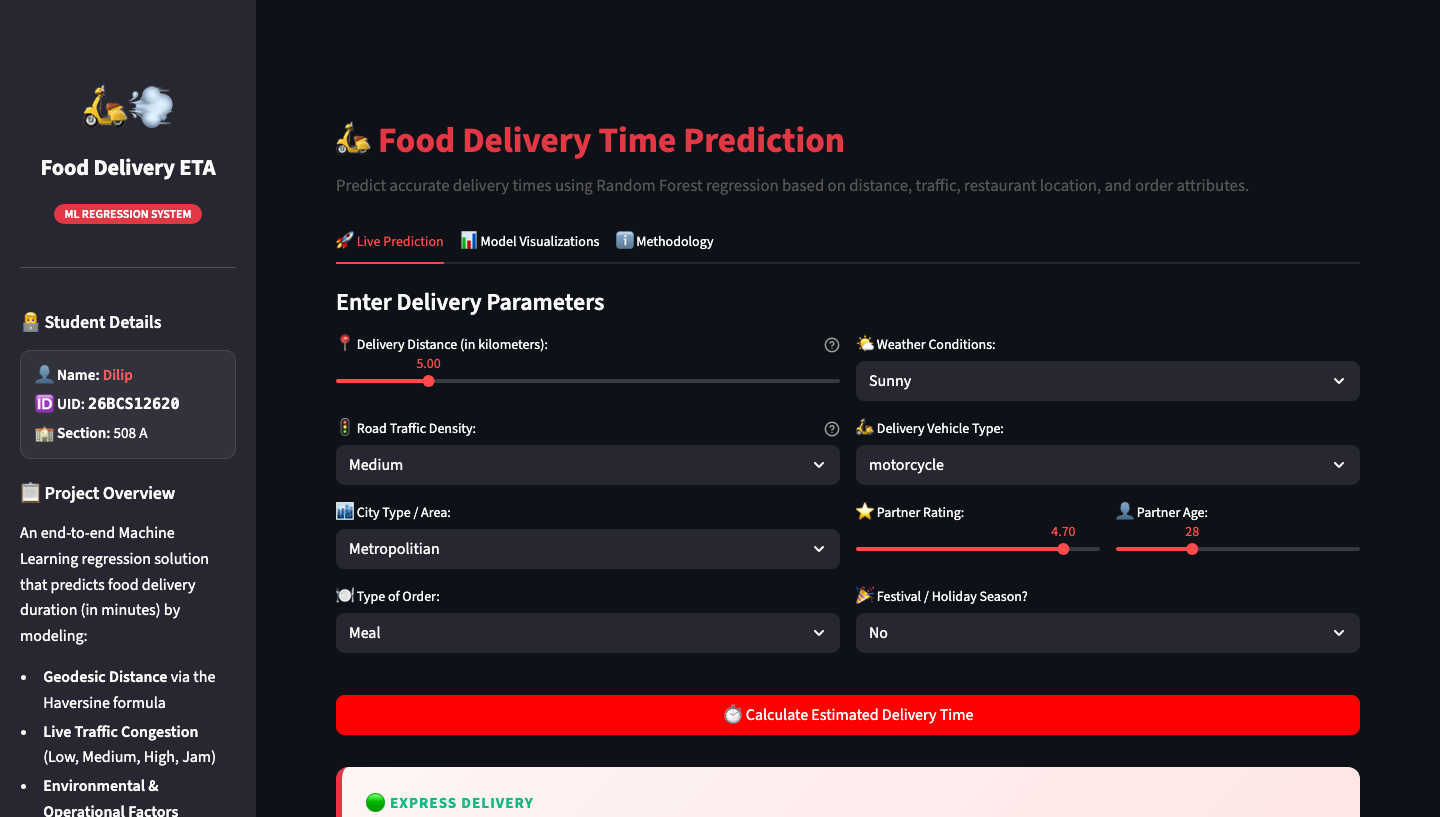 Food Delivery ETA
ML REGRESSION SYSTEM
Student Details
Name: Dilip
ID UID: 26BCS12620
Section: 508 A
Project Overview
An end-to-end Machine
Learning regression solution
that predicts food delivery
duration (in minutes) by
modeling:
• Geodesic Distance via the
Haversine formula
• Live Traffic Congestion
(Low, Medium, High, Jam)
• Environmental &
Operational Factors
Food Delivery Time Prediction
Predict accurate delivery times using Random Forest regression based on distance, traffic, restaurant location, and order attributes.
Live Prediction
Model Visualizations
Methodology
Enter Delivery Parameters
Delivery Distance (in kilometers):
5.00
Weather Conditions:
Sunny
Road Traffic Density:
Medium
Delivery Vehicle Type:
motorcycle
City Type / Area:
Metropolitian
Partner Rating:
4.70
Partner Age:
28
Type of Order:
Meal
Festival / Holiday Season?
No
Calculate Estimated Delivery Time
EXPRESS DELIVERY